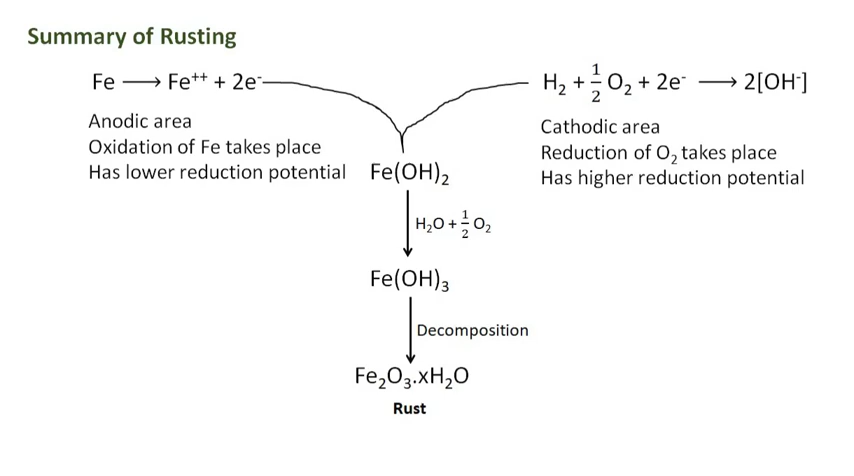 Summary of Rusting
Fe ⟶ Fe⁺⁺ + 2e⁻
H₂ + 1/2 O₂ + 2e⁻ ⟶ 2[OH⁻]
Anodic area
Oxidation of Fe takes place
Has lower reduction potential
Cathodic area
Reduction of O₂ takes place
Has higher reduction potential
Fe(OH)₂
H₂O + 1/2 O₂
Fe(OH)₃
Decomposition
Fe₂O₃.xH₂O
Rust